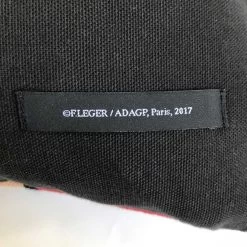 ©F.LEGER / ADAGP, Paris, 2017